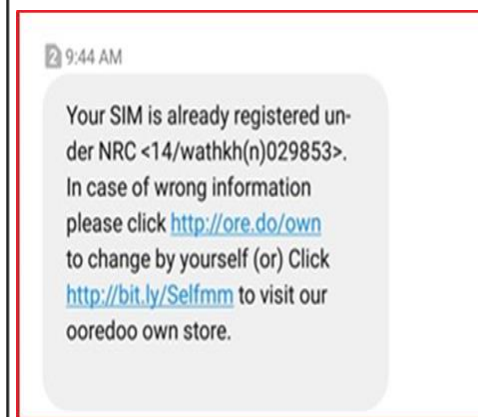 2 9:44 AM
Your SIM is already registered un-
der NRC <14/wathkh(n)029853>.
In case of wrong information
please click http://ore.do/own
to change by yourself (or) Click
http://bit.ly/Selfmm to visit our
ooredoo own store.